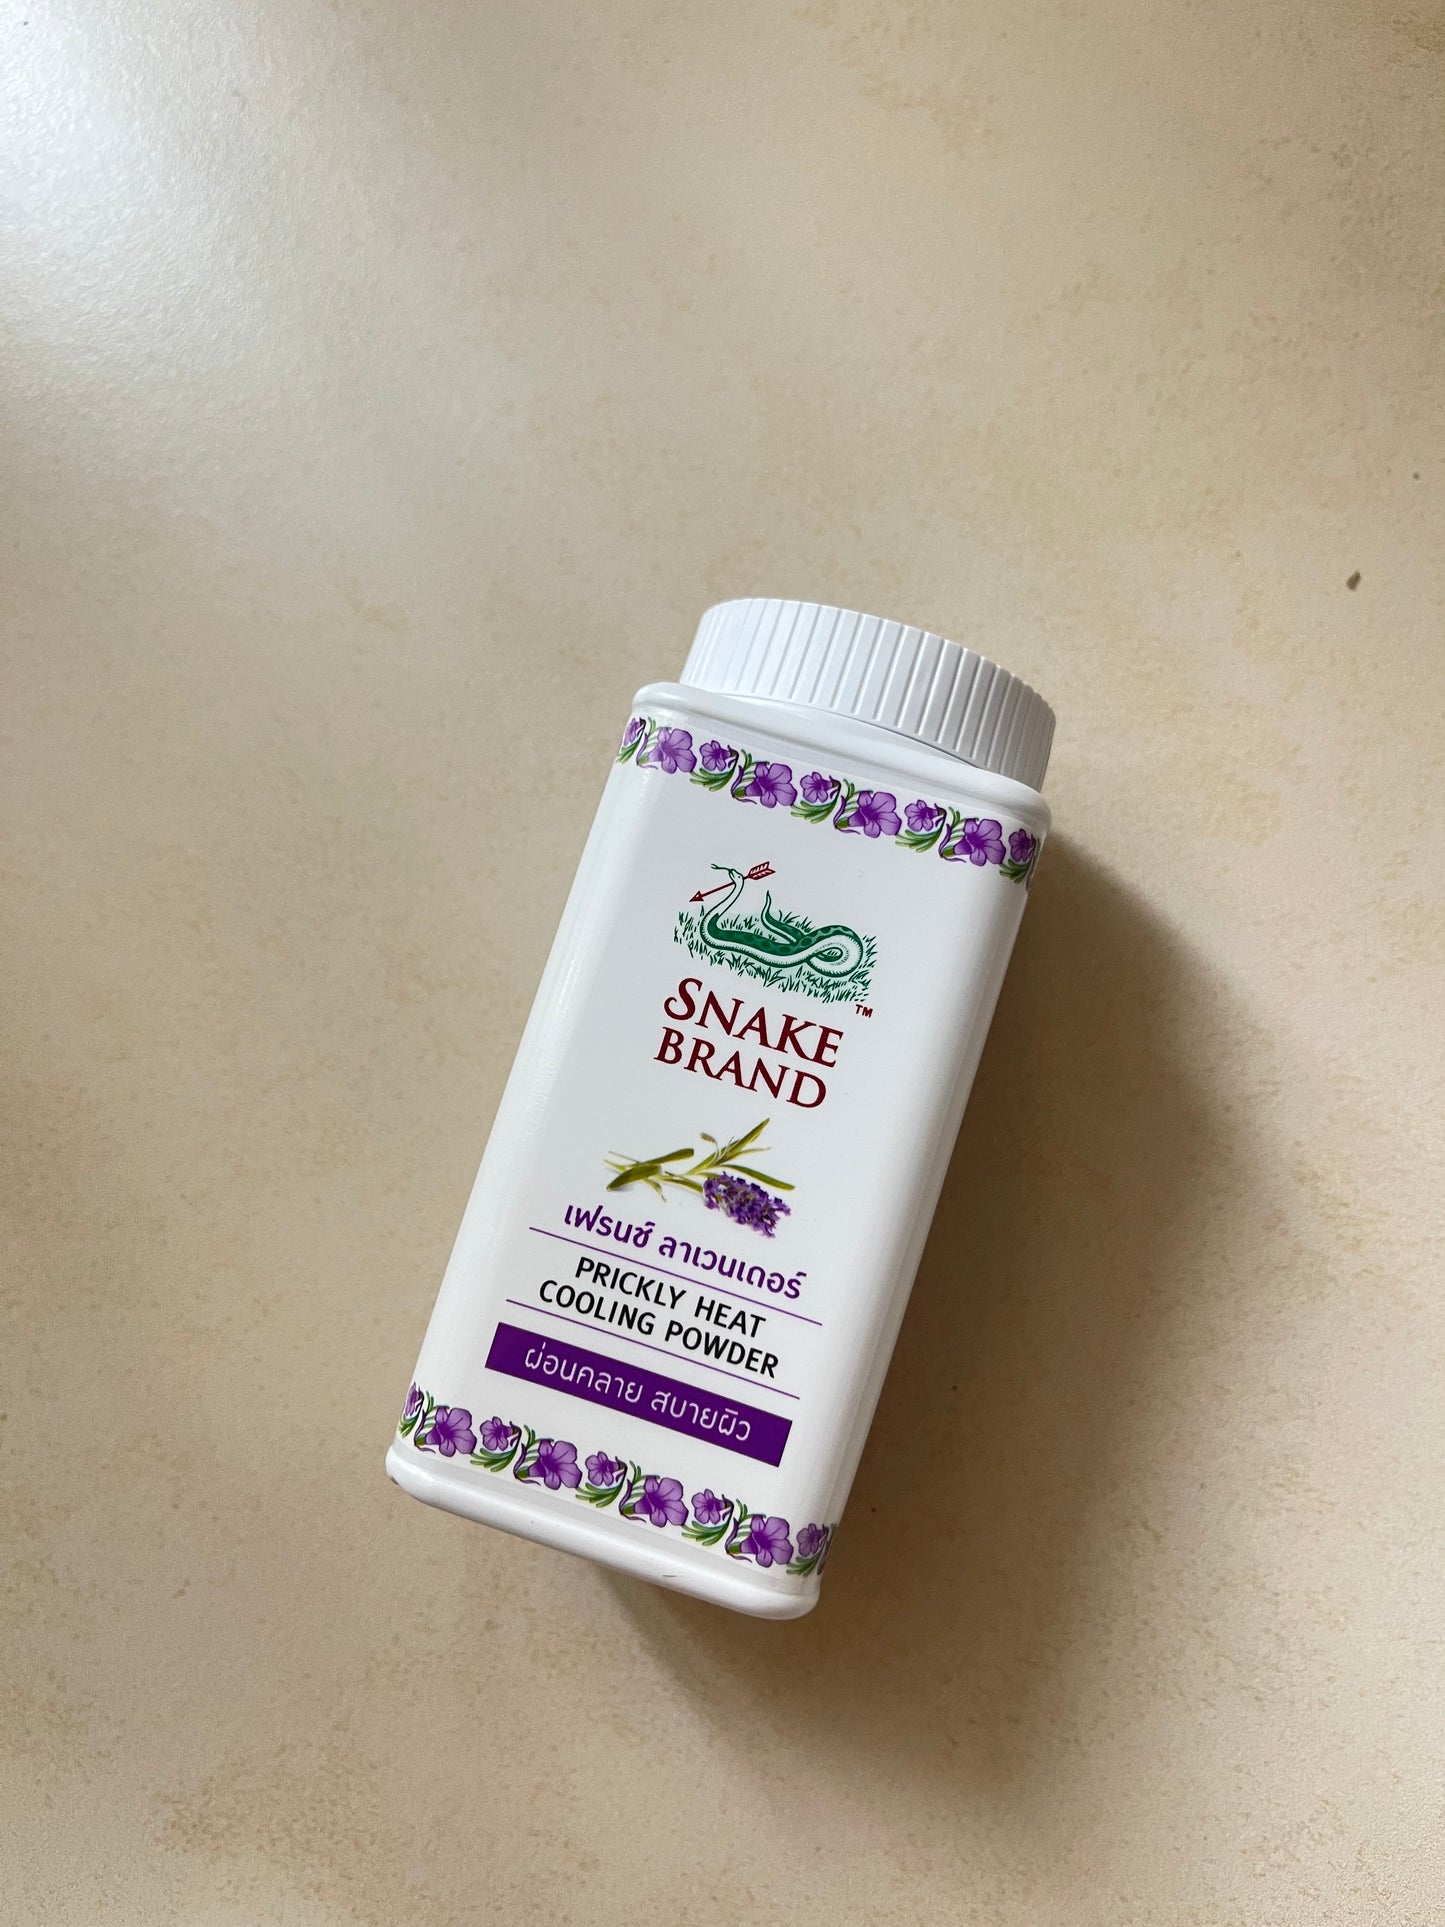 SNAKE
BRAND
™
เฟรนช์ ลาเวนเดอร์
PRICKLY HEAT
COOLING POWDER
ผ่อนคลาย สบายผิว